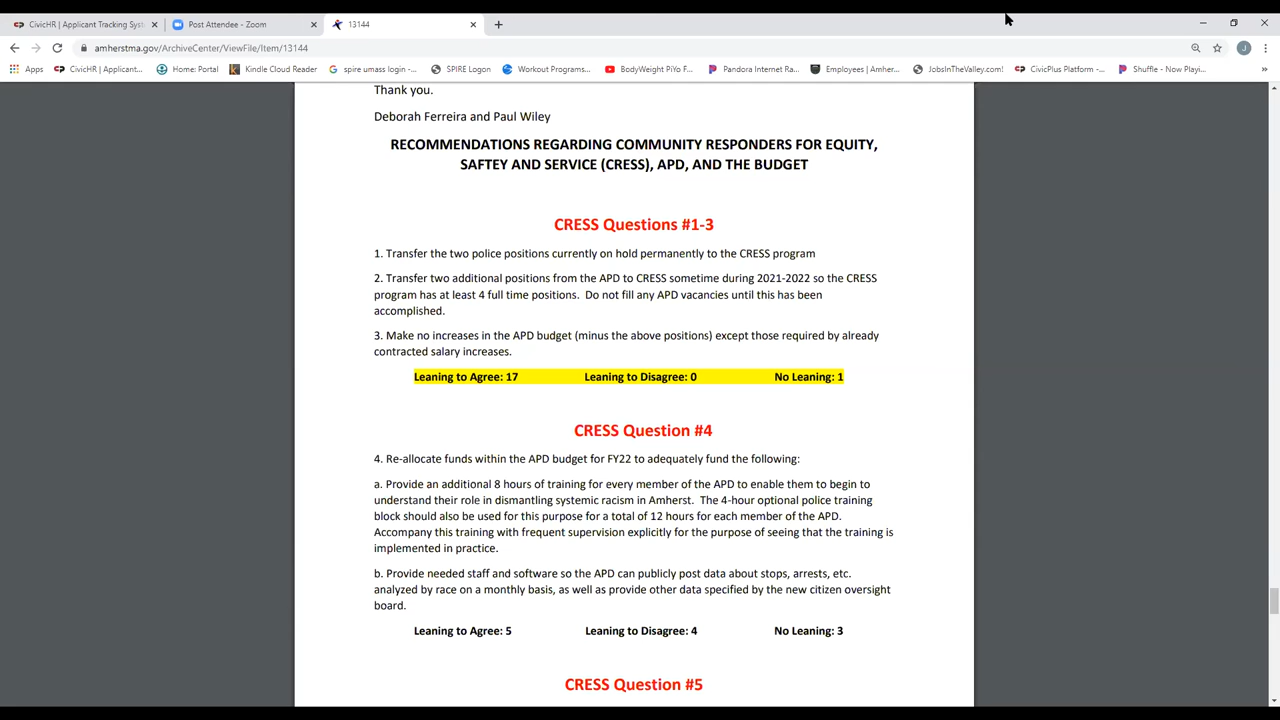 CivicHR | Applicant Tracking Syst
Post Attendee - Zoom
13144
amherstma.gov/ArchiveCenter/ViewFile/Item/13144
J
Apps
CivicHR | Applicant...
Home: Portal
Kindle Cloud Reader
spire umass login -...
SPIRE Logon
Workout Programs...
BodyWeight PiYo F...
Pandora Internet Ra...
Employees | Amher...
JobsInTheValley.com!
CivicPlus Platform -...
Shuffle - Now Playi...
Thank you.
Deborah Ferreira and Paul Wiley
RECOMMENDATIONS REGARDING COMMUNITY RESPONDERS FOR EQUITY,
SAFTEY AND SERVICE (CRESS), APD, AND THE BUDGET
CRESS Questions #1-3
1. Transfer the two police positions currently on hold permanently to the CRESS program
2. Transfer two additional positions from the APD to CRESS sometime during 2021-2022 so the CRESS
program has at least 4 full time positions. Do not fill any APD vacancies until this has been
accomplished.
3. Make no increases in the APD budget (minus the above positions) except those required by already
contracted salary increases.
Leaning to Agree: 17 Leaning to Disagree: 0 No Leaning: 1
CRESS Question #4
4. Re-allocate funds within the APD budget for FY22 to adequately fund the following:
a. Provide an additional 8 hours of training for every member of the APD to enable them to begin to
understand their role in dismantling systemic racism in Amherst. The 4-hour optional police training
block should also be used for this purpose for a total of 12 hours for each member of the APD.
Accompany this training with frequent supervision explicitly for the purpose of seeing that the training is
implemented in practice.
b. Provide needed staff and software so the APD can publicly post data about stops, arrests, etc.
analyzed by race on a monthly basis, as well as provide other data specified by the new citizen oversight
board.
Leaning to Agree: 5 Leaning to Disagree: 4 No Leaning: 3
CRESS Question #5